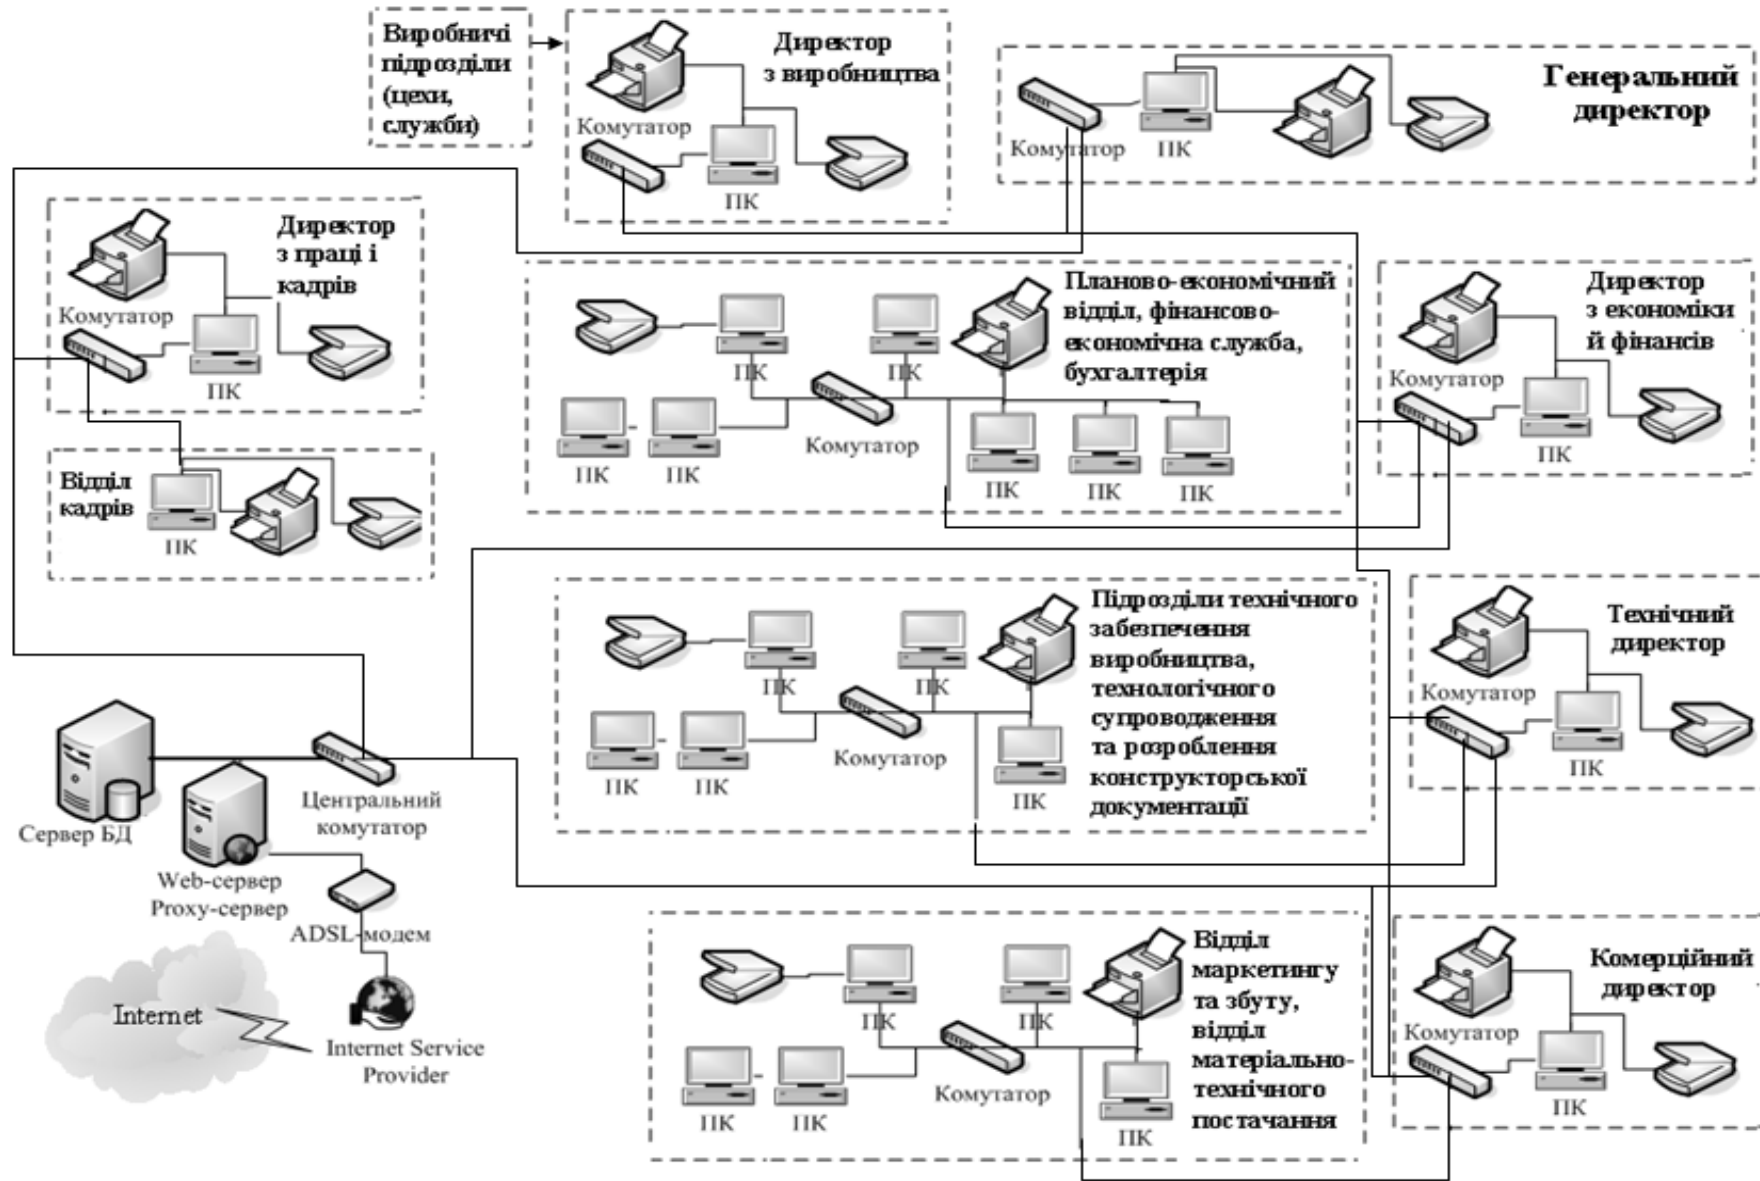 Виробничі
підрозділи
(цехи,
служби)
Директор
з виробництва
Комутатор
ПК
Генеральний
директор
Комутатор
ПК
Директор
з праці і
кадрів
Комутатор
ПК
Відділ
кадрів
ПК
Планово-економічний
відділ, фінансово-
економічна служба,
бухгалтерія
ПК
ПК
Комутатор
ПК
ПК
ПК
ПК
ПК
Директор
з економіки
й фінансів
Комутатор
ПК
Підрозділи технічного
забезпечення
виробництва,
технологічного
супроводження
та розроблення
конструкторської
документації
ПК
ПК
Комутатор
ПК
ПК
ПК
Технічний
директор
Комутатор
ПК
Сервер БД
Центральний
комутатор
Web-сервер
Proxy-сервер
ADSL-модем
Internet
Internet Service
Provider
Відділ
маркетингу
та збуту,
відділ
матеріально-
технічного
постачання
ПК
ПК
Комутатор
ПК
ПК
ПК
Комерційний
директор
Комутатор
ПК